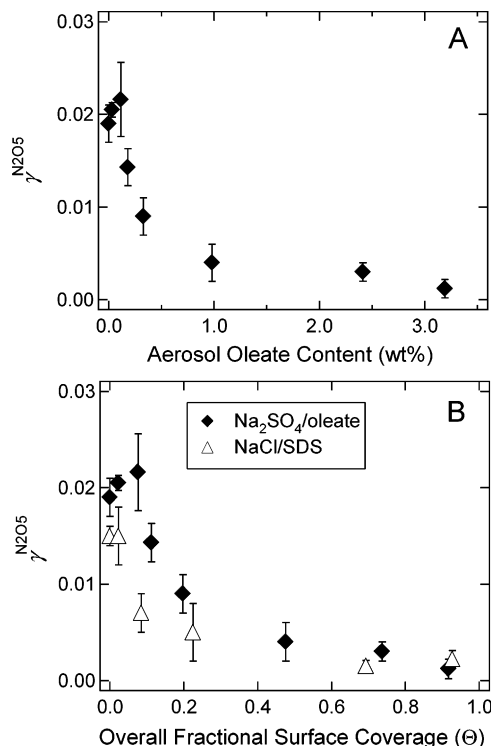 A
0.03
0.02
0.01
0.00
γ^N2O5
0.0 1.0 2.0 3.0
Aerosol Oleate Content (wt%)
B
Na₂SO₄/oleate
NaCl/SDS
0.03
0.02
0.01
0.00
γ^N2O5
0.0 0.2 0.4 0.6 0.8 1.0
Overall Fractional Surface Coverage (Θ)